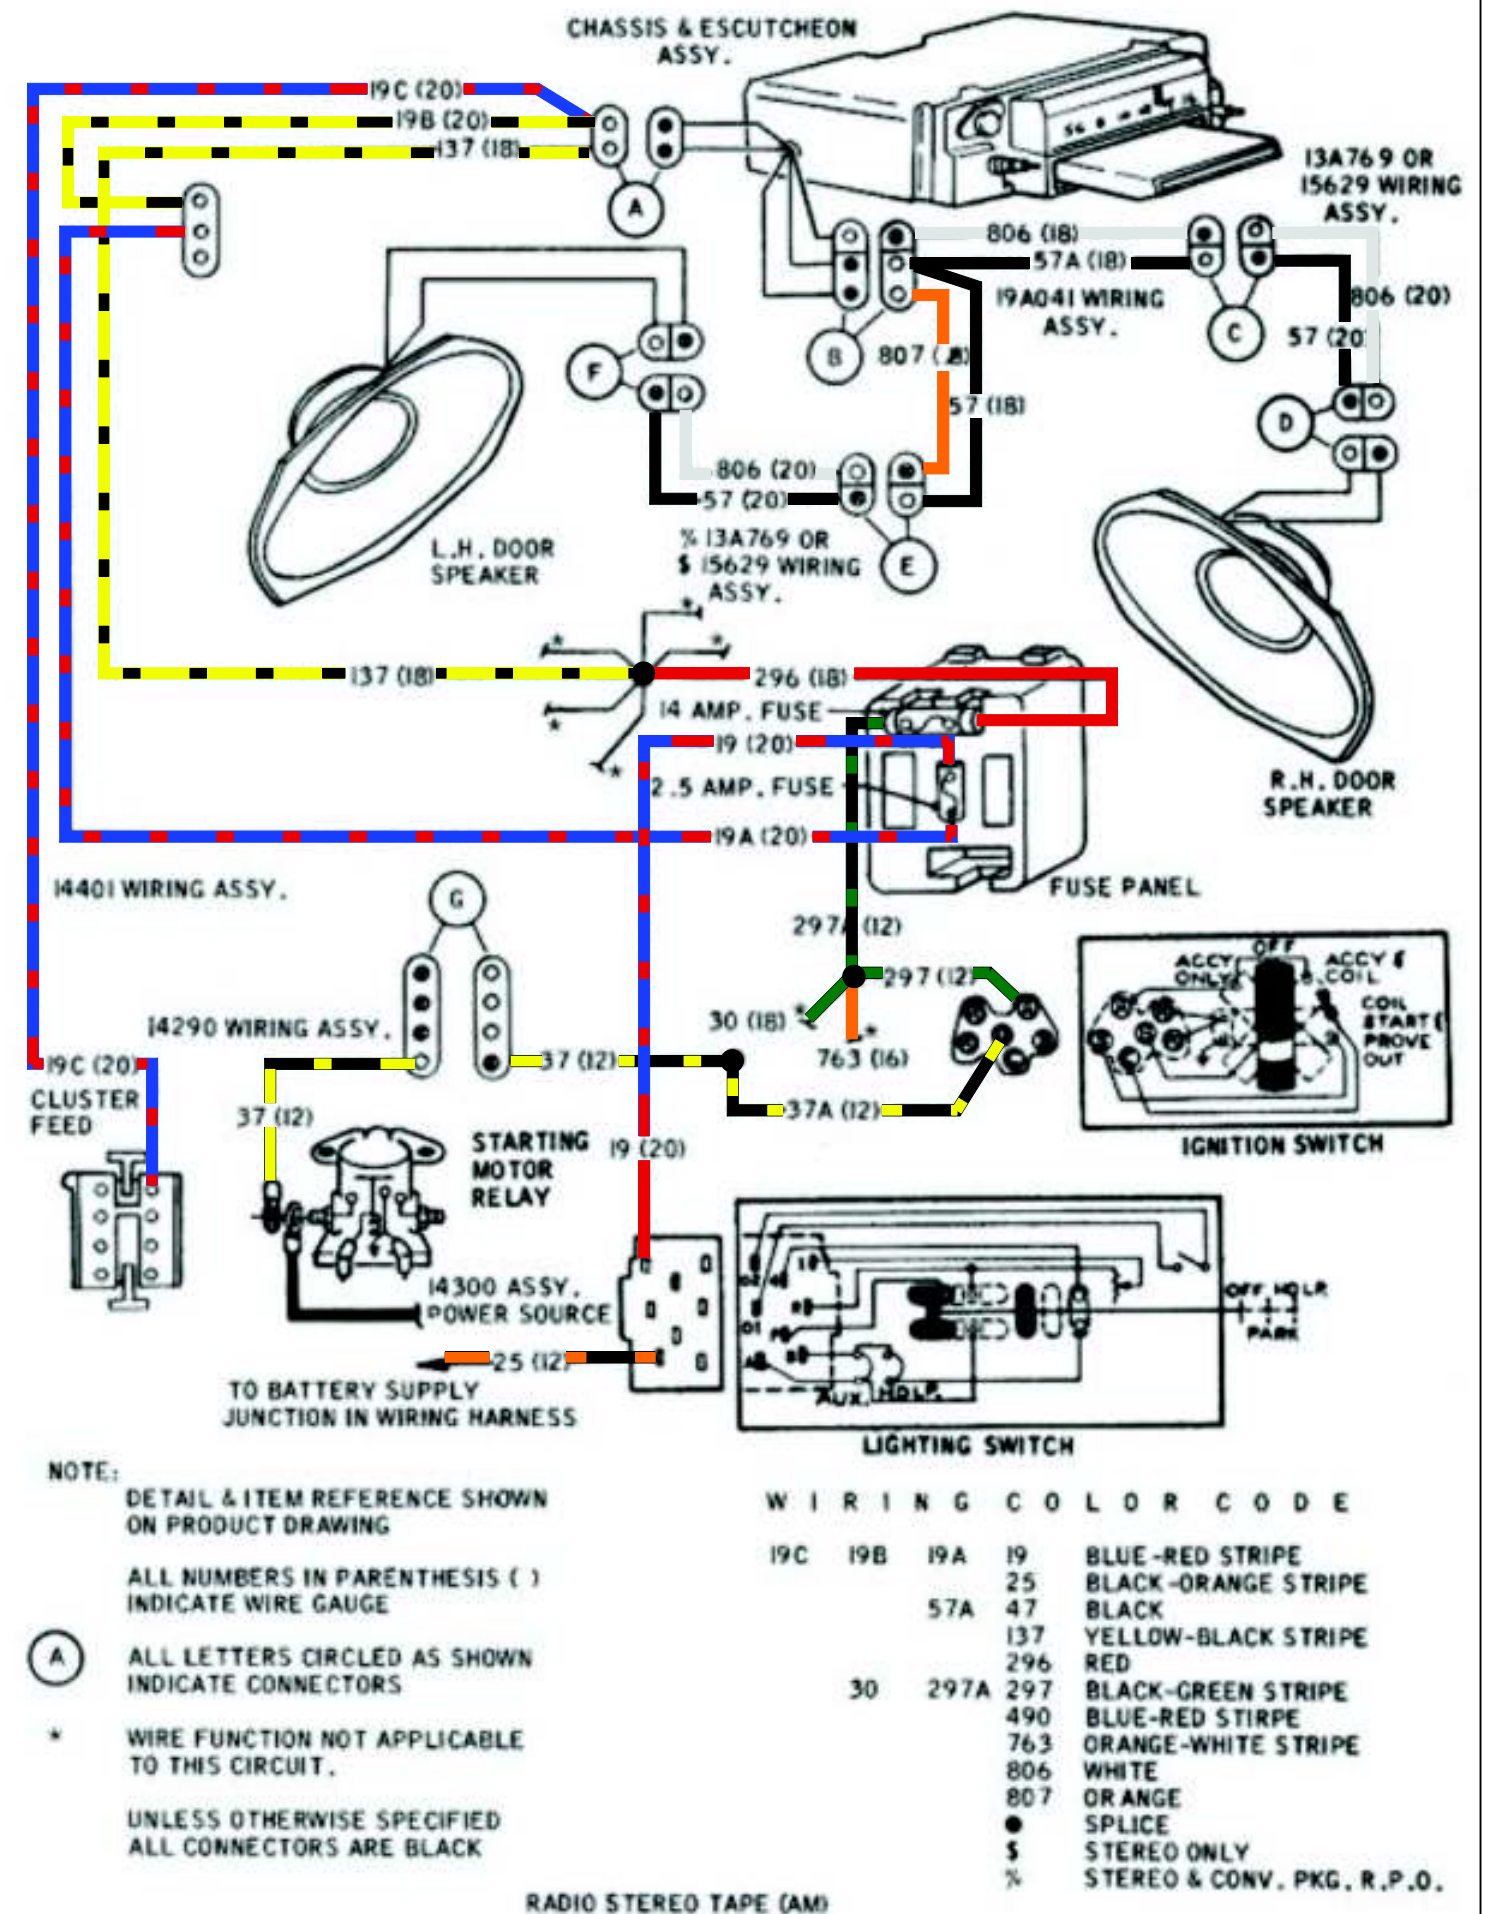 CHASSIS & ESCUTCHEON
ASSY.
19C (20)
19B (20)
137 (18)
A
13A769 OR
15629 WIRING
ASSY.
806 (18)
57A (18)
19A041 WIRING
ASSY.
B
C
807 (18)
57 (18)
806 (20)
57 (20)
D
F
806 (20)
57 (20)
E
L.H. DOOR
SPEAKER
% 13A769 OR
$ 15629 WIRING
ASSY.
*
*
*
*
*
137 (18)
296 (18)
14 AMP. FUSE
19 (20)
2.5 AMP. FUSE
19A (20)
R.H. DOOR
SPEAKER
FUSE PANEL
14401 WIRING ASSY.
G
297A (12)
297 (12)
30 (18)
*
*
763 (16)
14290 WIRING ASSY.
37 (12)
37A (12)
19C (20)
CLUSTER
FEED
37 (12)
STARTING
MOTOR
RELAY
19 (20)
OFF
ACCY
ONLY
ACCY &
COIL
COIL
START &
PROVE
OUT
IGNITION SWITCH
14300 ASSY.
POWER SOURCE
25 (12)
TO BATTERY SUPPLY
JUNCTION IN WIRING HARNESS
D1
R
A
B
AUX.
HDLP.
OFF HDLP.
PARK
LIGHTING SWITCH
NOTE:
DETAIL & ITEM REFERENCE SHOWN
ON PRODUCT DRAWING
ALL NUMBERS IN PARENTHESIS ( )
INDICATE WIRE GAUGE
A
ALL LETTERS CIRCLED AS SHOWN
INDICATE CONNECTORS
*
WIRE FUNCTION NOT APPLICABLE
TO THIS CIRCUIT.
UNLESS OTHERWISE SPECIFIED
ALL CONNECTORS ARE BLACK
WIRING COLOR CODE
19C 19B 19A 19 BLUE-RED STRIPE
25 BLACK-ORANGE STRIPE
57A 47 BLACK
137 YELLOW-BLACK STRIPE
296 RED
30 297A 297 BLACK-GREEN STRIPE
490 BLUE-RED STIRPE
763 ORANGE-WHITE STRIPE
806 WHITE
807 ORANGE
● SPLICE
$ STEREO ONLY
% STEREO & CONV. PKG. R.P.O.
RADIO STEREO TAPE (AM)